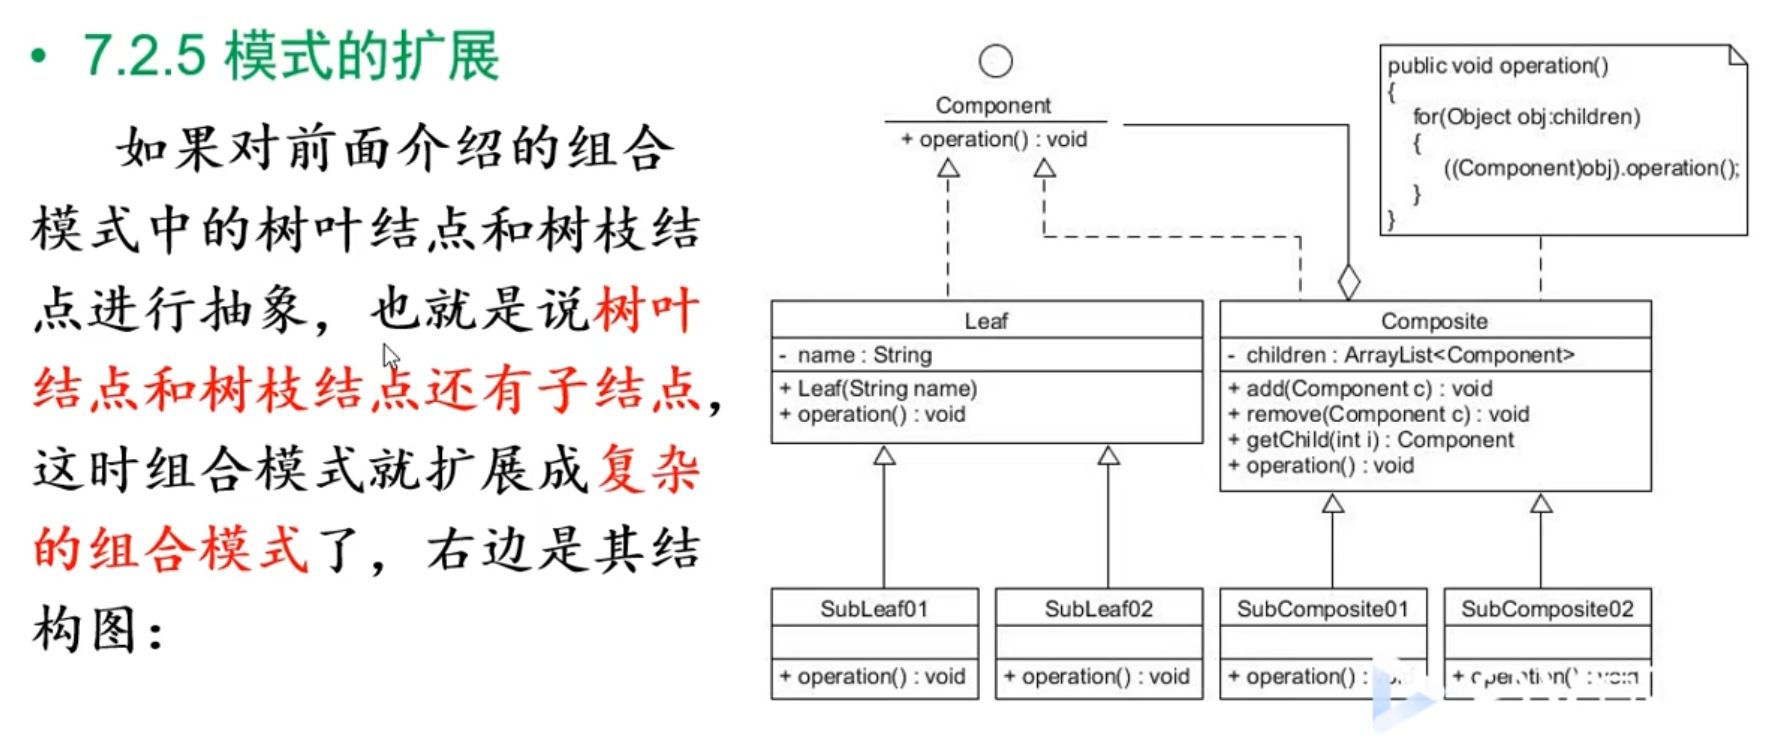 • 7.2.5 模式的扩展
如果对前面介绍的组合
模式中的树叶结点和树枝结
点进行抽象，也就是说树叶
结点和树枝结点还有子结点，
这时组合模式就扩展成复杂
的组合模式了，右边是其结
构图：
Component
+ operation() : void
public void operation()
{
for(Object obj:children)
{
((Component)obj).operation();
}
}
Leaf
- name : String
+ Leaf(String name)
+ operation() : void
Composite
- children : ArrayList<Component>
+ add(Component c) : void
+ remove(Component c) : void
+ getChild(int i) : Component
+ operation() : void
SubLeaf01
+ operation() : void
SubLeaf02
+ operation() : void
SubComposite01
+ operation() : void
SubComposite02
+ operation() : void